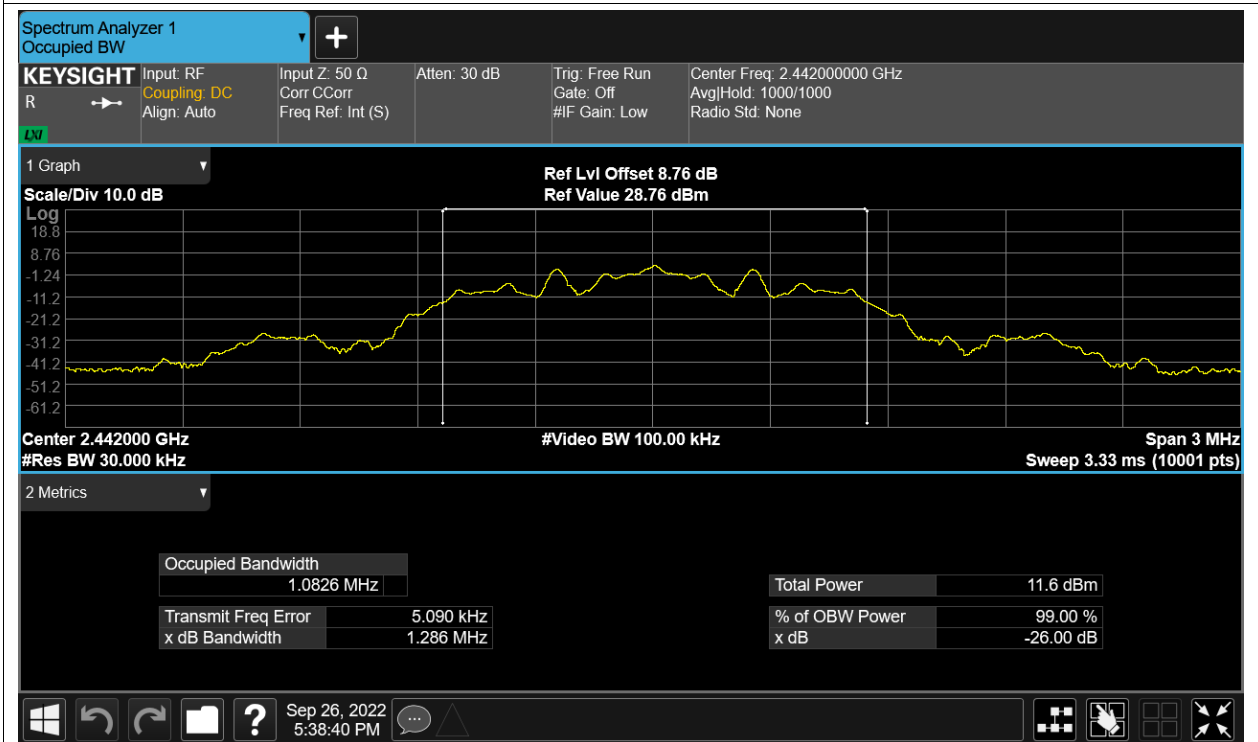 Spectrum Analyzer 1
Occupied BW
KEYSIGHT
R
LXI
Input: RF
Coupling: DC
Align: Auto
Input Z: 50 Ω
Corr CCorr
Freq Ref: Int (S)
Atten: 30 dB
Trig: Free Run
Gate: Off
#IF Gain: Low
Center Freq: 2.442000000 GHz
Avg|Hold: 1000/1000
Radio Std: None
1 Graph
Scale/Div 10.0 dB
Ref Lvl Offset 8.76 dB
Ref Value 28.76 dBm
Log
18.8
8.76
-1.24
-11.2
-21.2
-31.2
-41.2
-51.2
-61.2
Center 2.442000 GHz
#Res BW 30.000 kHz
#Video BW 100.00 kHz
Span 3 MHz
Sweep 3.33 ms (10001 pts)
2 Metrics
Occupied Bandwidth
1.0826 MHz
Transmit Freq Error 5.090 kHz
x dB Bandwidth 1.286 MHz
Total Power 11.6 dBm
% of OBW Power 99.00 %
x dB -26.00 dB
?
Sep 26, 2022
5:38:40 PM